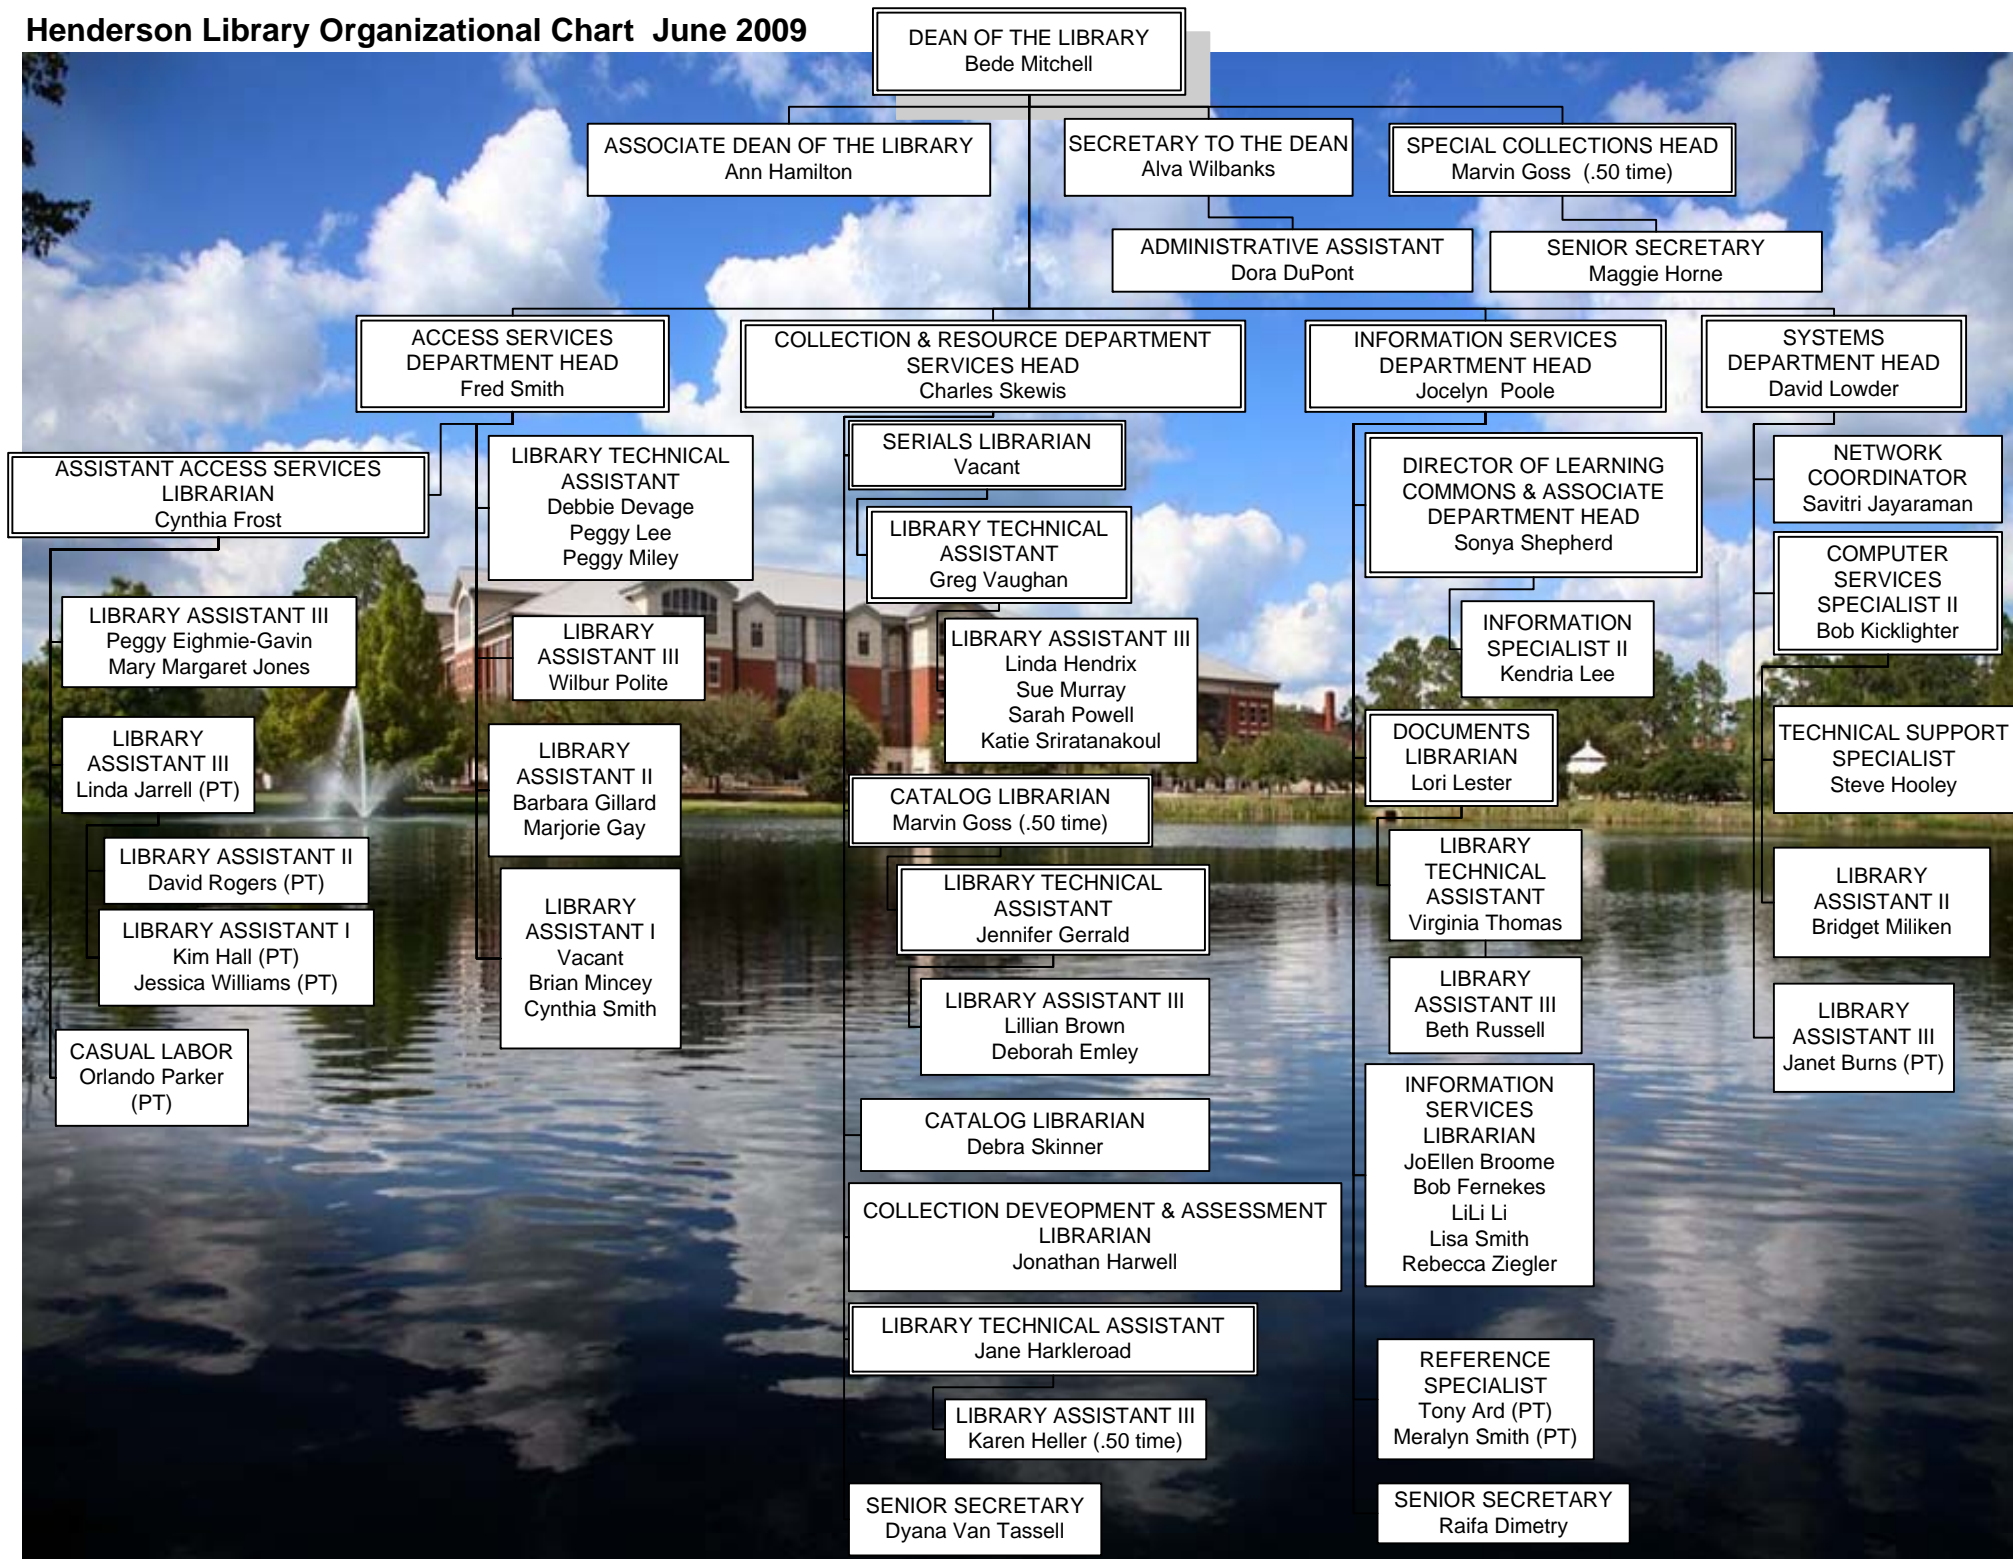 Henderson Library Organizational Chart  June 2009
DEAN OF THE LIBRARY
Bede Mitchell
ASSOCIATE DEAN OF THE LIBRARY
Ann Hamilton
SECRETARY TO THE DEAN
Alva Wilbanks
SPECIAL COLLECTIONS HEAD
Marvin Goss  (.50 time)
ADMINISTRATIVE ASSISTANT
Dora DuPont
SENIOR SECRETARY
Maggie Horne
ACCESS SERVICES
DEPARTMENT HEAD
Fred Smith
COLLECTION & RESOURCE DEPARTMENT
SERVICES HEAD
Charles Skewis
INFORMATION SERVICES
DEPARTMENT HEAD
Jocelyn  Poole
SYSTEMS
DEPARTMENT HEAD
David Lowder
ASSISTANT ACCESS SERVICES
LIBRARIAN
Cynthia Frost
LIBRARY ASSISTANT III
Peggy Eighmie-Gavin
Mary Margaret Jones
LIBRARY
ASSISTANT III
Linda Jarrell (PT)
LIBRARY ASSISTANT II
David Rogers (PT)
LIBRARY ASSISTANT I
Kim Hall (PT)
Jessica Williams (PT)
CASUAL LABOR
Orlando Parker
(PT)
LIBRARY TECHNICAL
ASSISTANT
Debbie Devage
Peggy Lee
Peggy Miley
LIBRARY
ASSISTANT III
Wilbur Polite
LIBRARY
ASSISTANT II
Barbara Gillard
Marjorie Gay
LIBRARY
ASSISTANT I
Vacant
Brian Mincey
Cynthia Smith
SERIALS LIBRARIAN
Vacant
LIBRARY TECHNICAL
ASSISTANT
Greg Vaughan
LIBRARY ASSISTANT III
Linda Hendrix
Sue Murray
Sarah Powell
Katie Sriratanakoul
CATALOG LIBRARIAN
Marvin Goss (.50 time)
LIBRARY TECHNICAL
ASSISTANT
Jennifer Gerrald
LIBRARY ASSISTANT III
Lillian Brown
Deborah Emley
CATALOG LIBRARIAN
Debra Skinner
COLLECTION DEVEOPMENT & ASSESSMENT
LIBRARIAN
Jonathan Harwell
LIBRARY TECHNICAL ASSISTANT
Jane Harkleroad
LIBRARY ASSISTANT III
Karen Heller (.50 time)
SENIOR SECRETARY
Dyana Van Tassell
DIRECTOR OF LEARNING
COMMONS & ASSOCIATE
DEPARTMENT HEAD
Sonya Shepherd
INFORMATION
SPECIALIST II
Kendria Lee
DOCUMENTS
LIBRARIAN
Lori Lester
LIBRARY
TECHNICAL
ASSISTANT
Virginia Thomas
LIBRARY
ASSISTANT III
Beth Russell
INFORMATION
SERVICES
LIBRARIAN
JoEllen Broome
Bob Fernekes
LiLi Li
Lisa Smith
Rebecca Ziegler
REFERENCE
SPECIALIST
Tony Ard (PT)
Meralyn Smith (PT)
SENIOR SECRETARY
Raifa Dimetry
NETWORK
COORDINATOR
Savitri Jayaraman
COMPUTER
SERVICES
SPECIALIST II
Bob Kicklighter
TECHNICAL SUPPORT
SPECIALIST
Steve Hooley
LIBRARY
ASSISTANT II
Bridget Miliken
LIBRARY
ASSISTANT III
Janet Burns (PT)